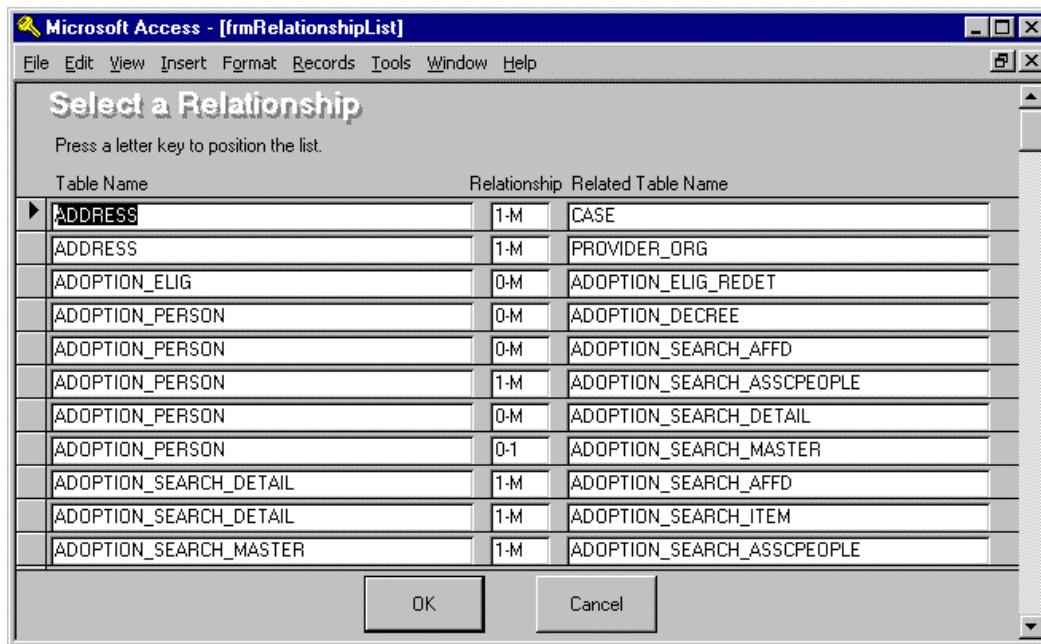 Microsoft Access - [frmRelationshipList]
File Edit View Insert Format Records Tools Window Help
Select a Relationship
Press a letter key to position the list.
Table Name Relationship Related Table Name
ADDRESS 1-M CASE
ADDRESS 1-M PROVIDER_ORG
ADOPTION_ELIG 0-M ADOPTION_ELIG_REDET
ADOPTION_PERSON 0-M ADOPTION_DECREE
ADOPTION_PERSON 0-M ADOPTION_SEARCH_AFFD
ADOPTION_PERSON 1-M ADOPTION_SEARCH_ASSCPEOPLE
ADOPTION_PERSON 0-M ADOPTION_SEARCH_DETAIL
ADOPTION_PERSON 0-1 ADOPTION_SEARCH_MASTER
ADOPTION_SEARCH_DETAIL 1-M ADOPTION_SEARCH_AFFD
ADOPTION_SEARCH_DETAIL 1-M ADOPTION_SEARCH_ITEM
ADOPTION_SEARCH_MASTER 1-M ADOPTION_SEARCH_ASSCPEOPLE
OK Cancel